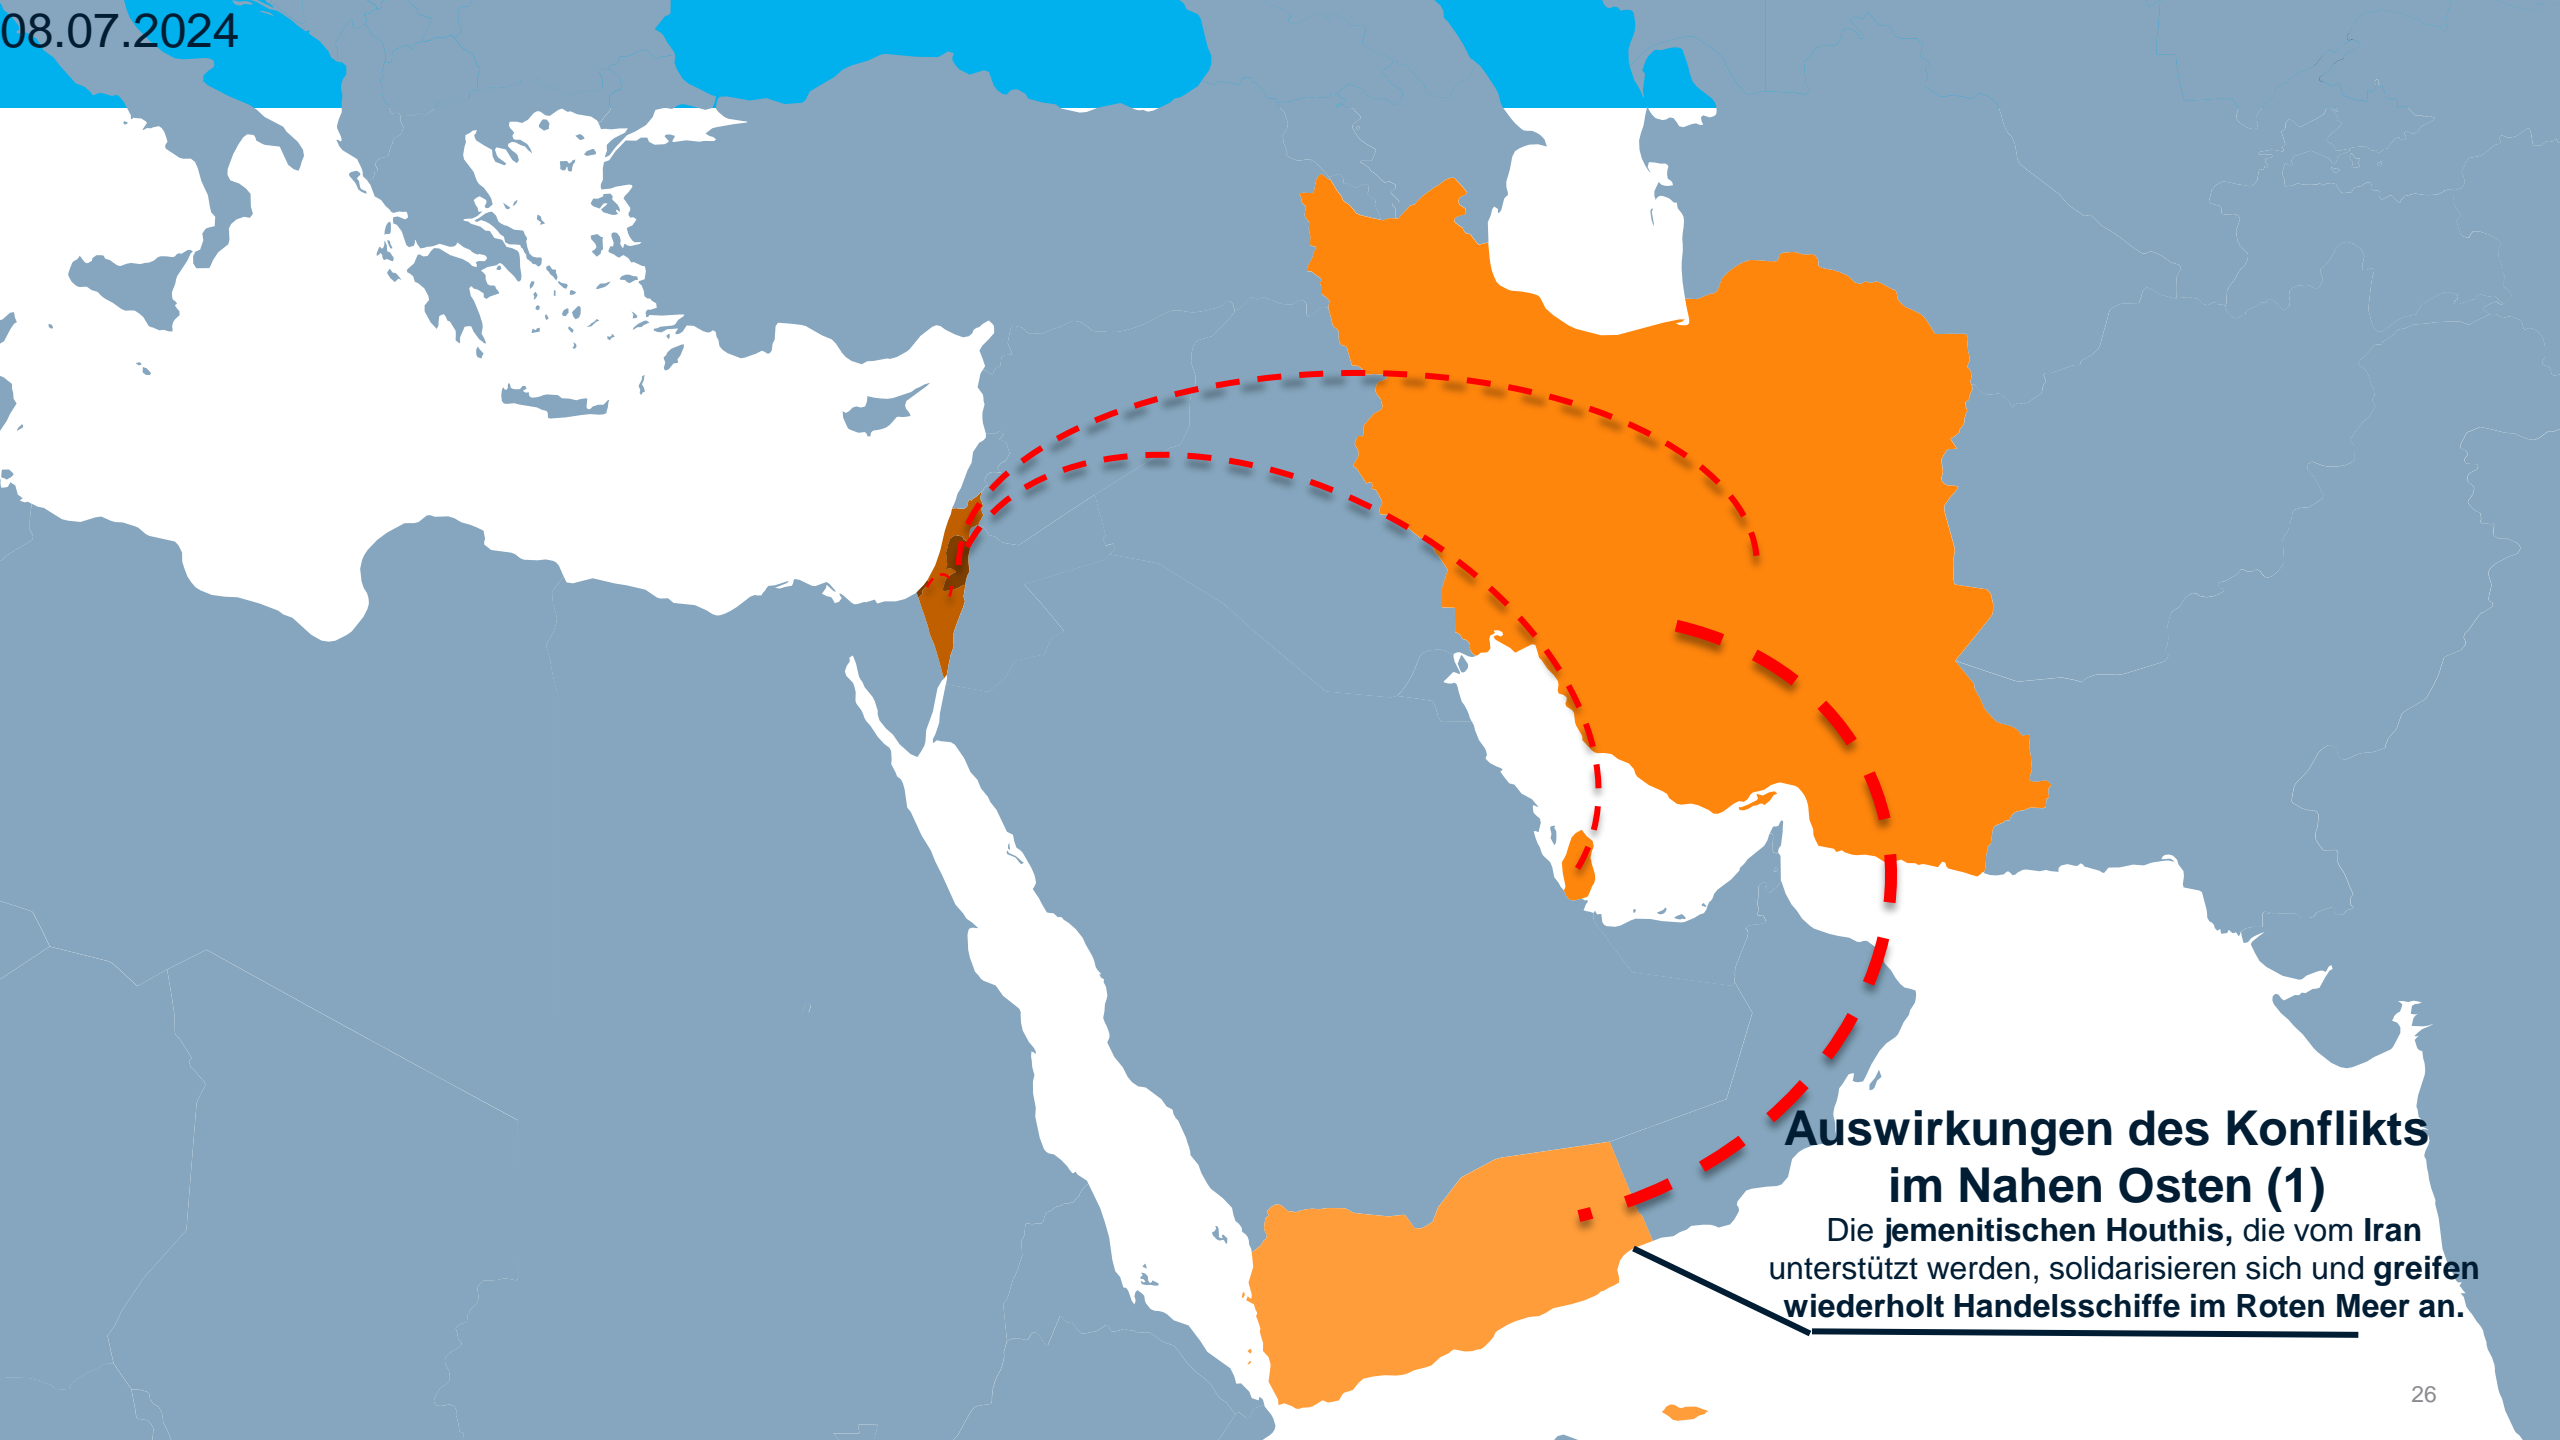 08.07.2024
Auswirkungen des Konflikts
im Nahen Osten (1)
Die jemenitischen Houthis, die vom Iran
unterstützt werden, solidarisieren sich und greifen
wiederholt Handelsschiffe im Roten Meer an.
26